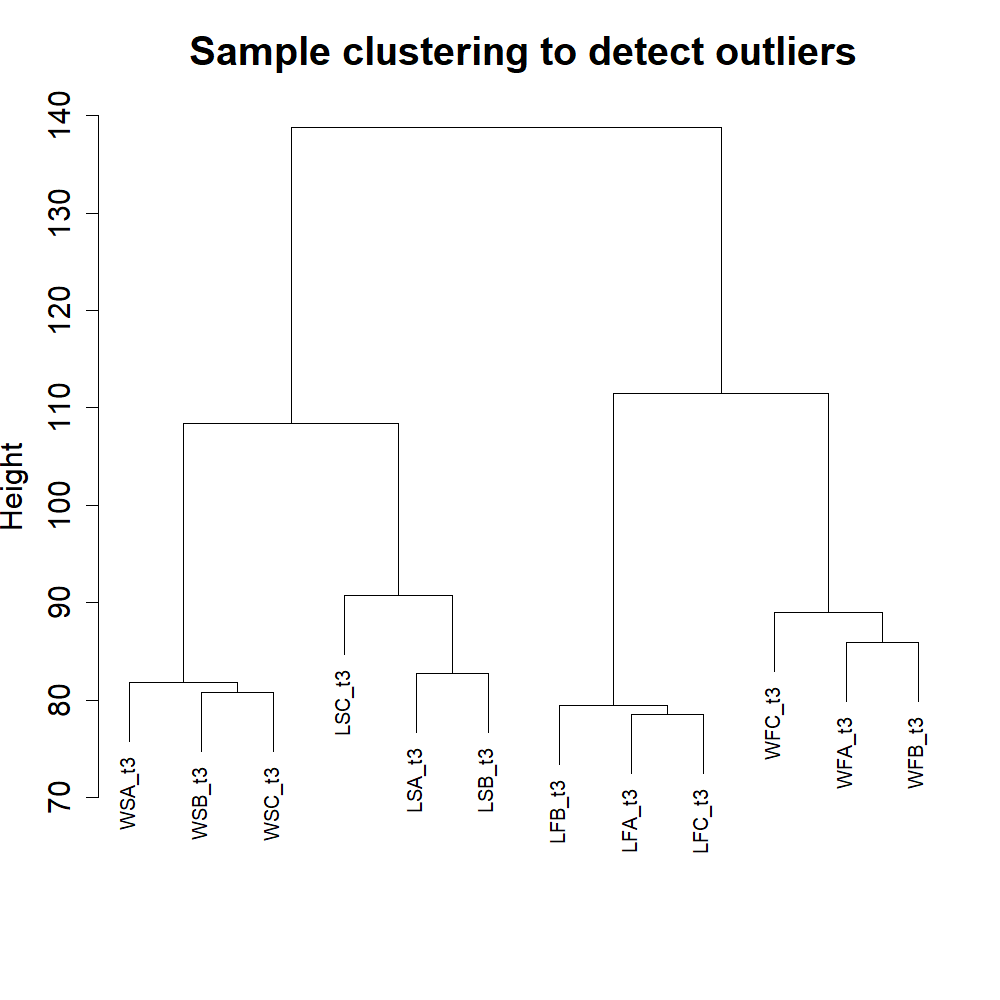 Sample clustering to detect outliers
Height
140
130
120
110
100
90
80
70
WSA_t3
WSB_t3
WSC_t3
LSC_t3
LSA_t3
LSB_t3
LFB_t3
LFA_t3
LFC_t3
WFC_t3
WFA_t3
WFB_t3